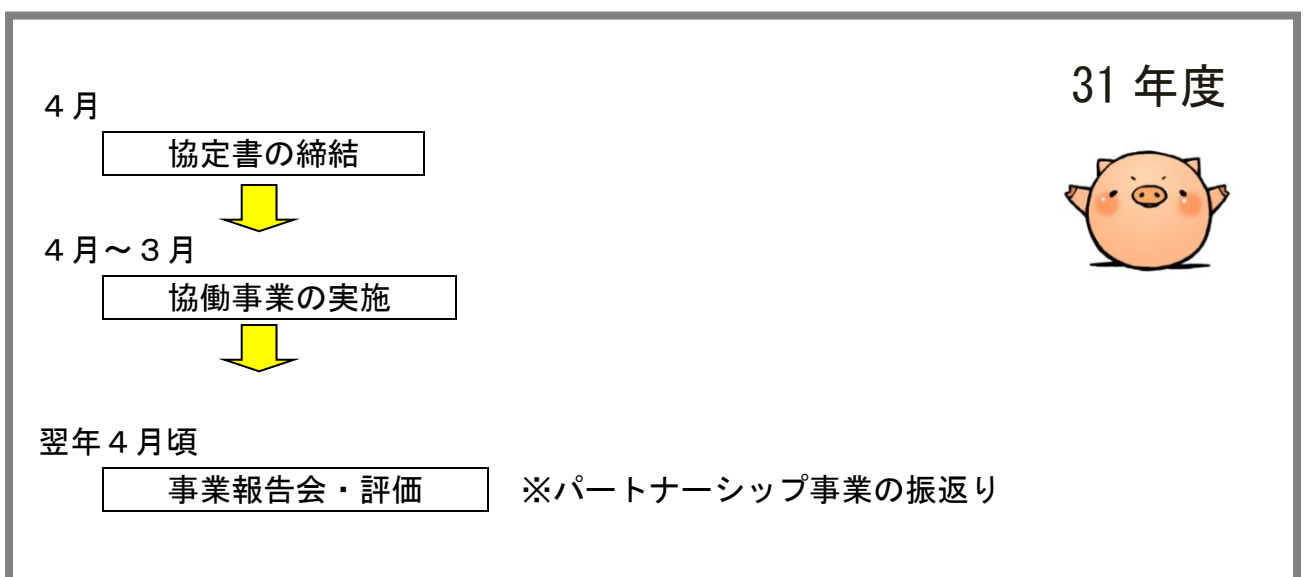 31 年度
４月
協定書の締結
４月～３月
協働事業の実施
翌年４月頃
事業報告会・評価 ※パートナーシップ事業の振返り